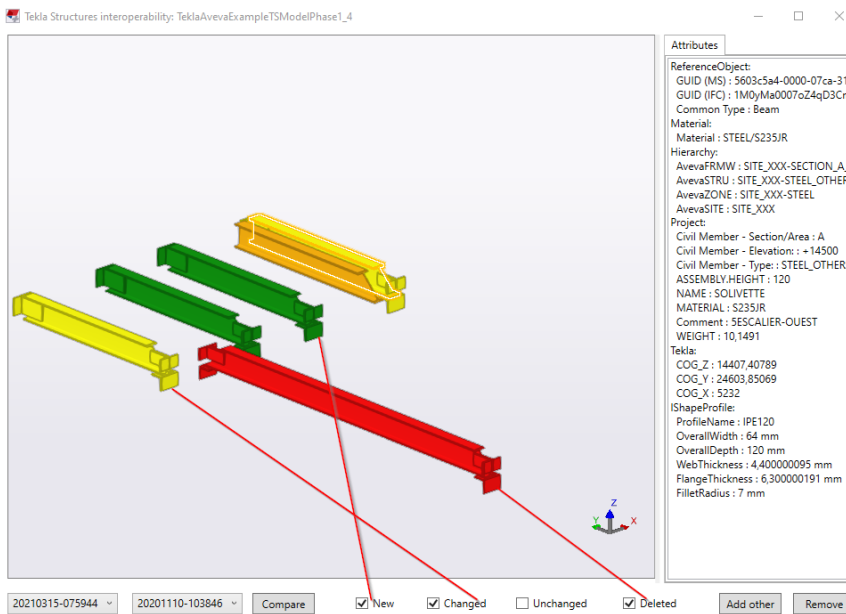 Tekla Structures interoperability: TeklaAvevaExampleTSModelPhase1_4
Attributes
ReferenceObject:
GUID (MS) : 5603c5a4-0000-07ca-31
GUID (IFC) : 1M0yMa0007oZ4qD3Cr
Common Type : Beam
Material:
Material : STEEL/S235JR
Hierarchy:
AvevaFRMW : SITE_XXX-SECTION_A_
AvevaSTRU : SITE_XXX-STEEL_OTHER
AvevaZONE : SITE_XXX-STEEL
AvevaSITE : SITE_XXX
Project:
Civil Member - Section/Area : A
Civil Member - Elevation: : +14500
Civil Member - Type: : STEEL_OTHER
ASSEMBLY.HEIGHT : 120
NAME : SOLIVETTE
MATERIAL : S235JR
Comment : 5ESCALIER-OUEST
WEIGHT : 10,1491
Tekla:
COG_Z : 14407,40789
COG_Y : 24603,85069
COG_X : 5232
IShapeProfile:
ProfileName : IPE120
OverallWidth : 64 mm
OverallDepth : 120 mm
WebThickness : 4,400000095 mm
FlangeThickness : 6,300000191 mm
FilletRadius : 7 mm
Z
Y
X
20210315-075944
20201110-103846
Compare
New
Changed
Unchanged
Deleted
Add other
Remove